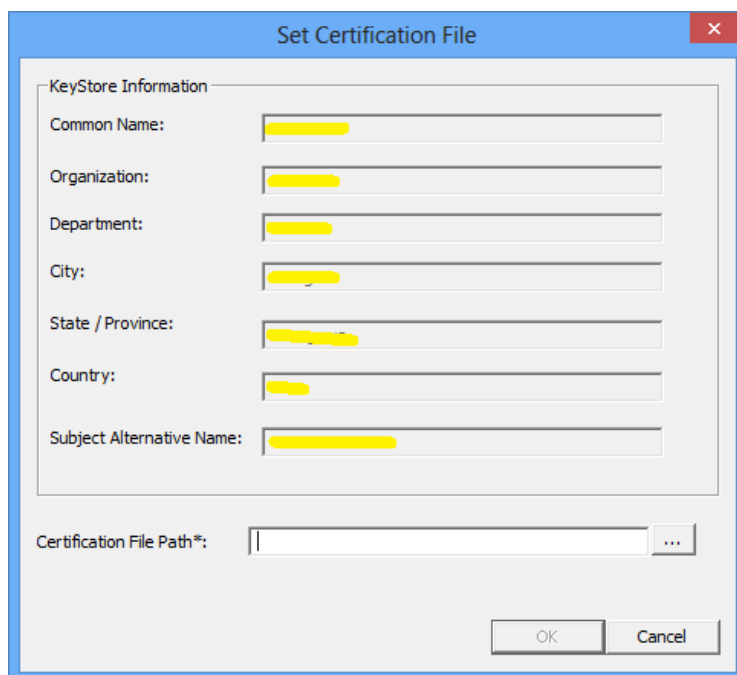 Set Certification File
KeyStore Information
Common Name:
Organization:
Department:
City:
State / Province:
Country:
Subject Alternative Name:
Certification File Path*:
...
OK
Cancel